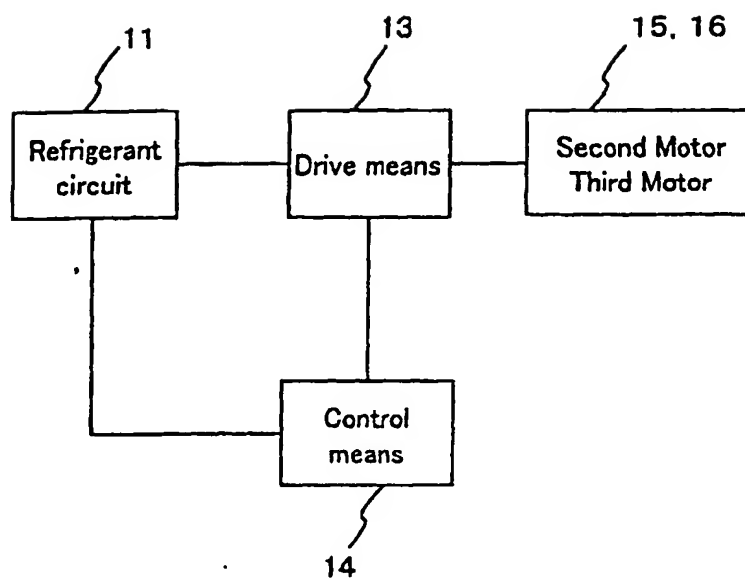 11
13
15, 16
Refrigerant
circuit
Drive means
Second Motor
Third Motor
Control
means
14